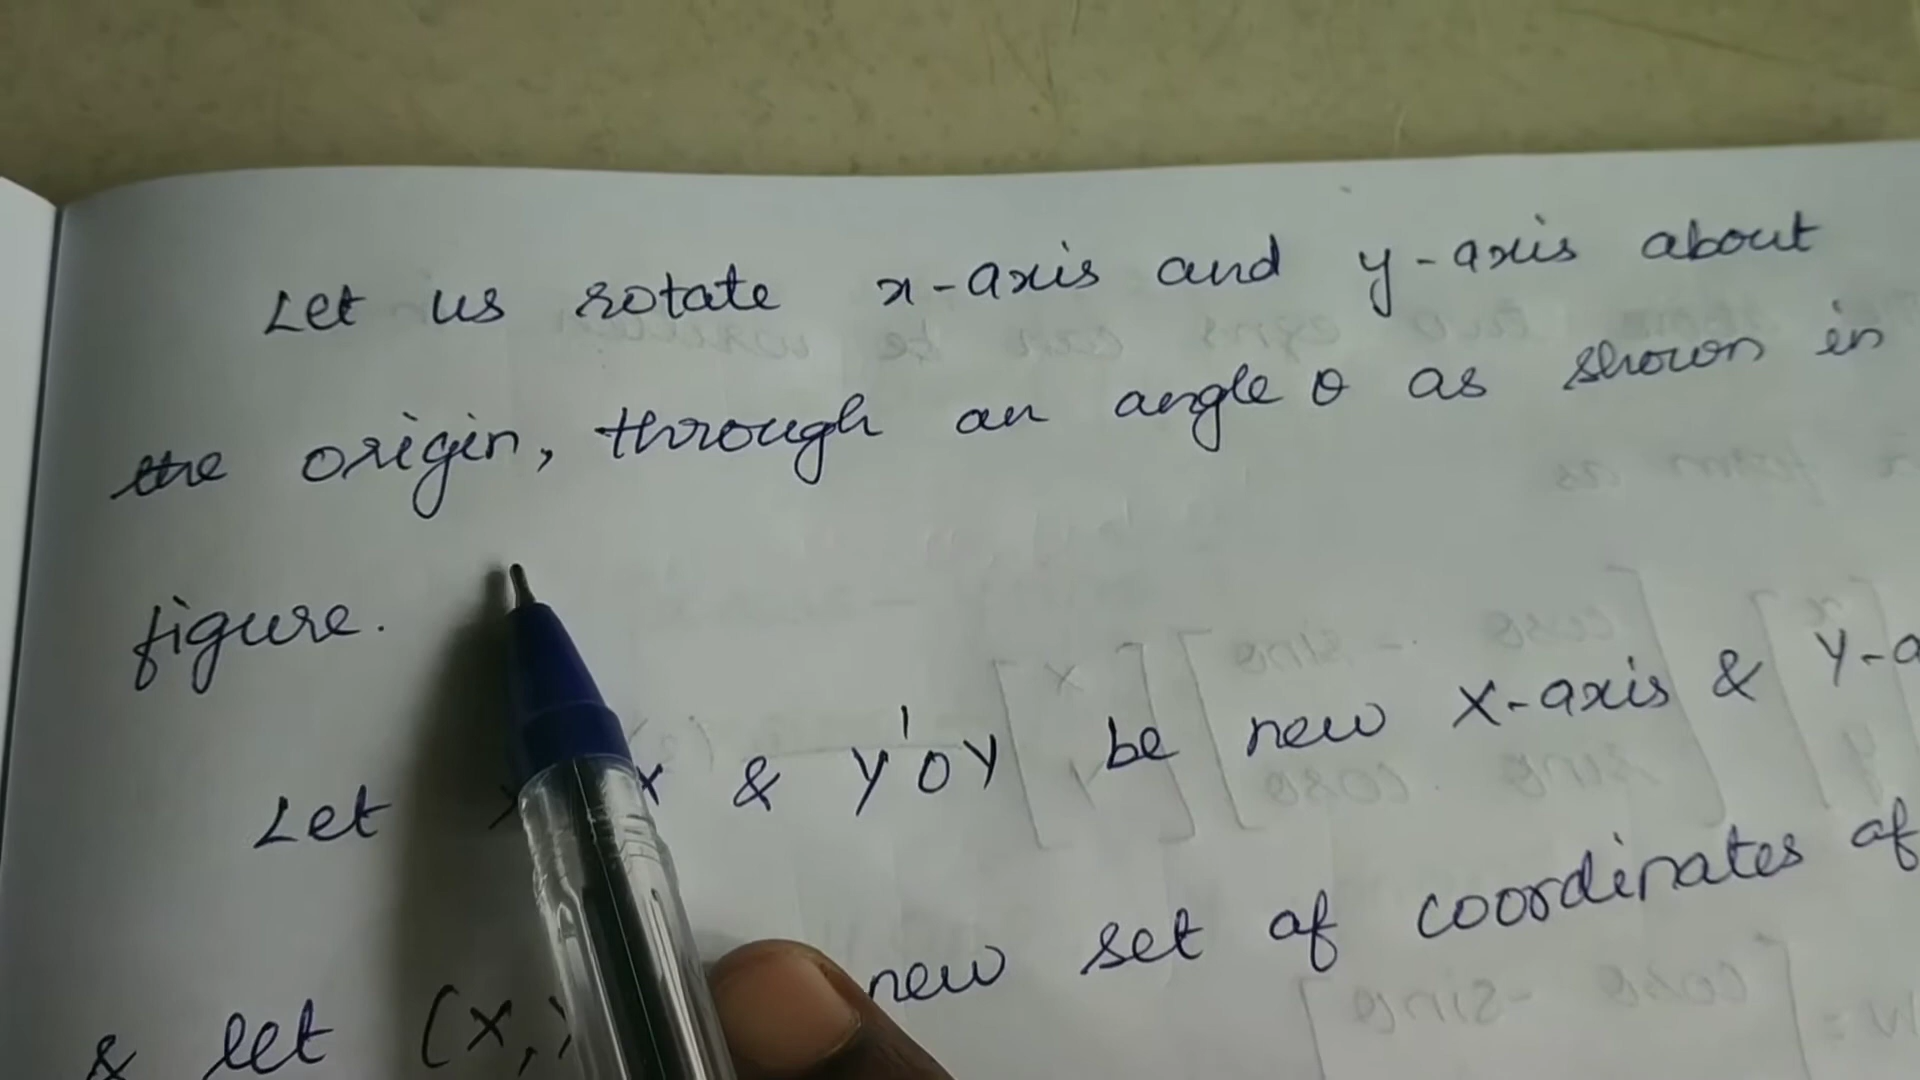 Let us rotate x-axis and y-axis about
the origin, through an angle θ as shown in
figure.
Let & Y'OY be new X-axis & Y-a
new set of coordinates of
& let (X,